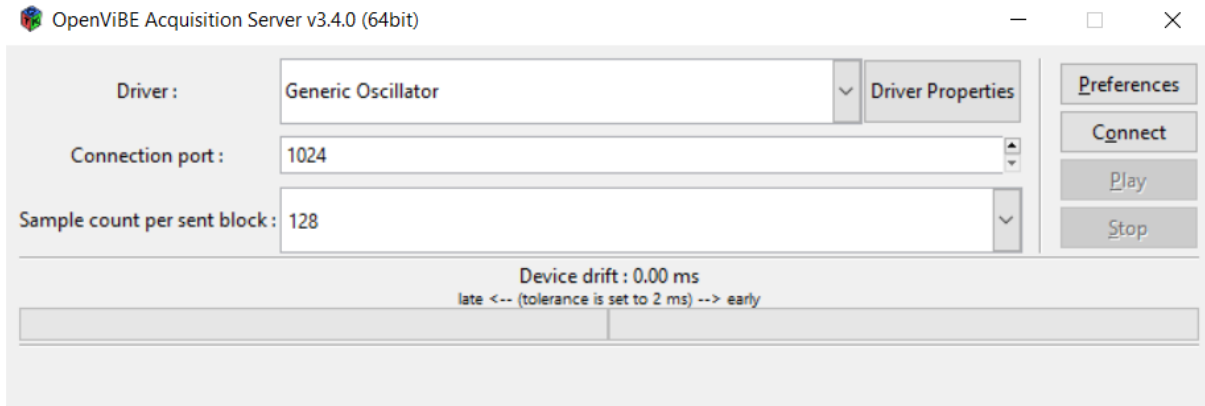 OpenViBE Acquisition Server v3.4.0 (64bit)
Driver :
Generic Oscillator
Driver Properties
Preferences
Connection port :
1024
Connect
Play
Sample count per sent block :
128
Stop
Device drift : 0.00 ms
late <-- (tolerance is set to 2 ms) --> early